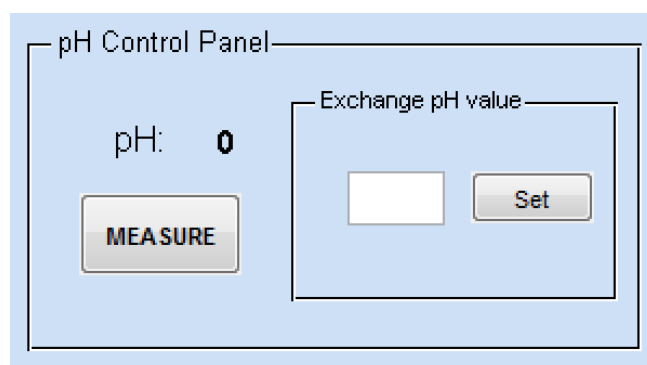 pH Control Panel
Exchange pH value
pH: 0
Set
MEASURE